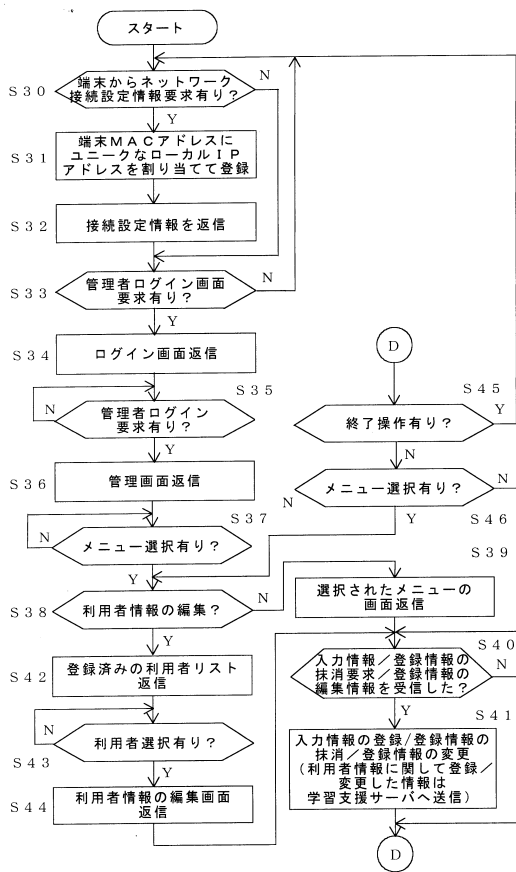 スタート
S30
端末からネットワーク
接続設定情報要求有り？
N
Y
S31
端末MACアドレスに
ユニークなローカルIP
アドレスを割り当てて登録
S32
接続設定情報を返信
S33
管理者ログイン画面
要求有り？
N
Y
S34
ログイン画面返信
S35
N
管理者ログイン
要求有り？
Y
S36
管理画面返信
S37
N
メニュー選択有り？
Y
S38
利用者情報の編集？
N
Y
S42
登録済みの利用者リスト
返信
N
利用者選択有り？
S43
Y
S44
利用者情報の編集画面
返信
D
S45
終了操作有り？
Y
N
メニュー選択有り？
N
N
Y
S46
S39
選択されたメニューの
画面返信
S40
入力情報／登録情報の
抹消要求／登録情報の
編集情報を受信した？
N
Y
S41
入力情報の登録/登録情報の
抹消／登録情報の変更
（利用者情報に関して登録／
変更した情報は
学習支援サーバへ送信）
D